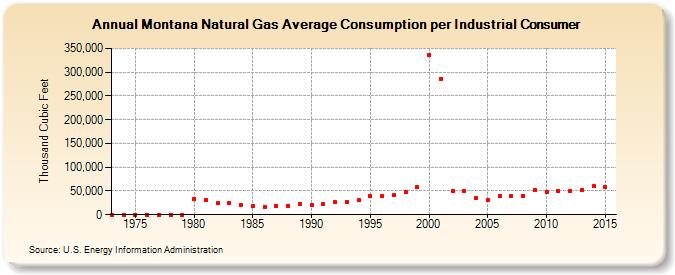 Annual Montana Natural Gas Average Consumption per Industrial Consumer
Thousand Cubic Feet
350,000
300,000
250,000
200,000
150,000
100,000
50,000
0
1975 1980 1985 1990 1995 2000 2005 2010 2015
Source: U.S. Energy Information Administration